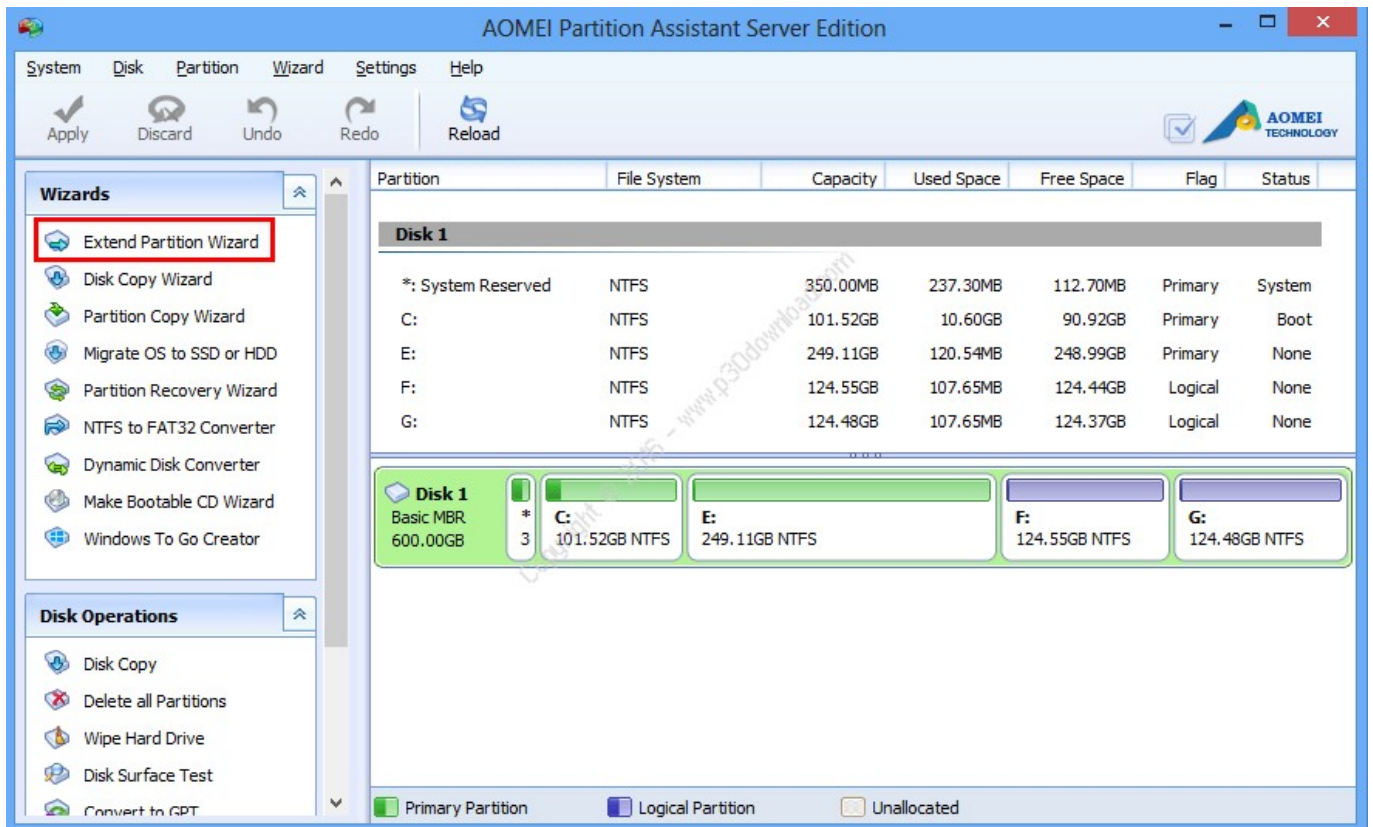 AOMEI Partition Assistant Server Edition
System Disk Partition Wizard Settings Help
Apply Discard Undo Redo Reload
AOMEI
TECHNOLOGY
Wizards
Extend Partition Wizard
Disk Copy Wizard
Partition Copy Wizard
Migrate OS to SSD or HDD
Partition Recovery Wizard
NTFS to FAT32 Converter
Dynamic Disk Converter
Make Bootable CD Wizard
Windows To Go Creator
Disk Operations
Disk Copy
Delete all Partitions
Wipe Hard Drive
Disk Surface Test
Convert to GPT
Partition File System Capacity Used Space Free Space Flag Status
Disk 1
*: System Reserved NTFS 350.00MB 237.30MB 112.70MB Primary System
C: NTFS 101.52GB 10.60GB 90.92GB Primary Boot
E: NTFS 249.11GB 120.54MB 248.99GB Primary None
F: NTFS 124.55GB 107.65MB 124.44GB Logical None
G: NTFS 124.48GB 107.65MB 124.37GB Logical None
Disk 1
Basic MBR * C: E: F: G:
600.00GB 3 101.52GB NTFS 249.11GB NTFS 124.55GB NTFS 124.48GB NTFS
Primary Partition Logical Partition Unallocated
www.p30download.com